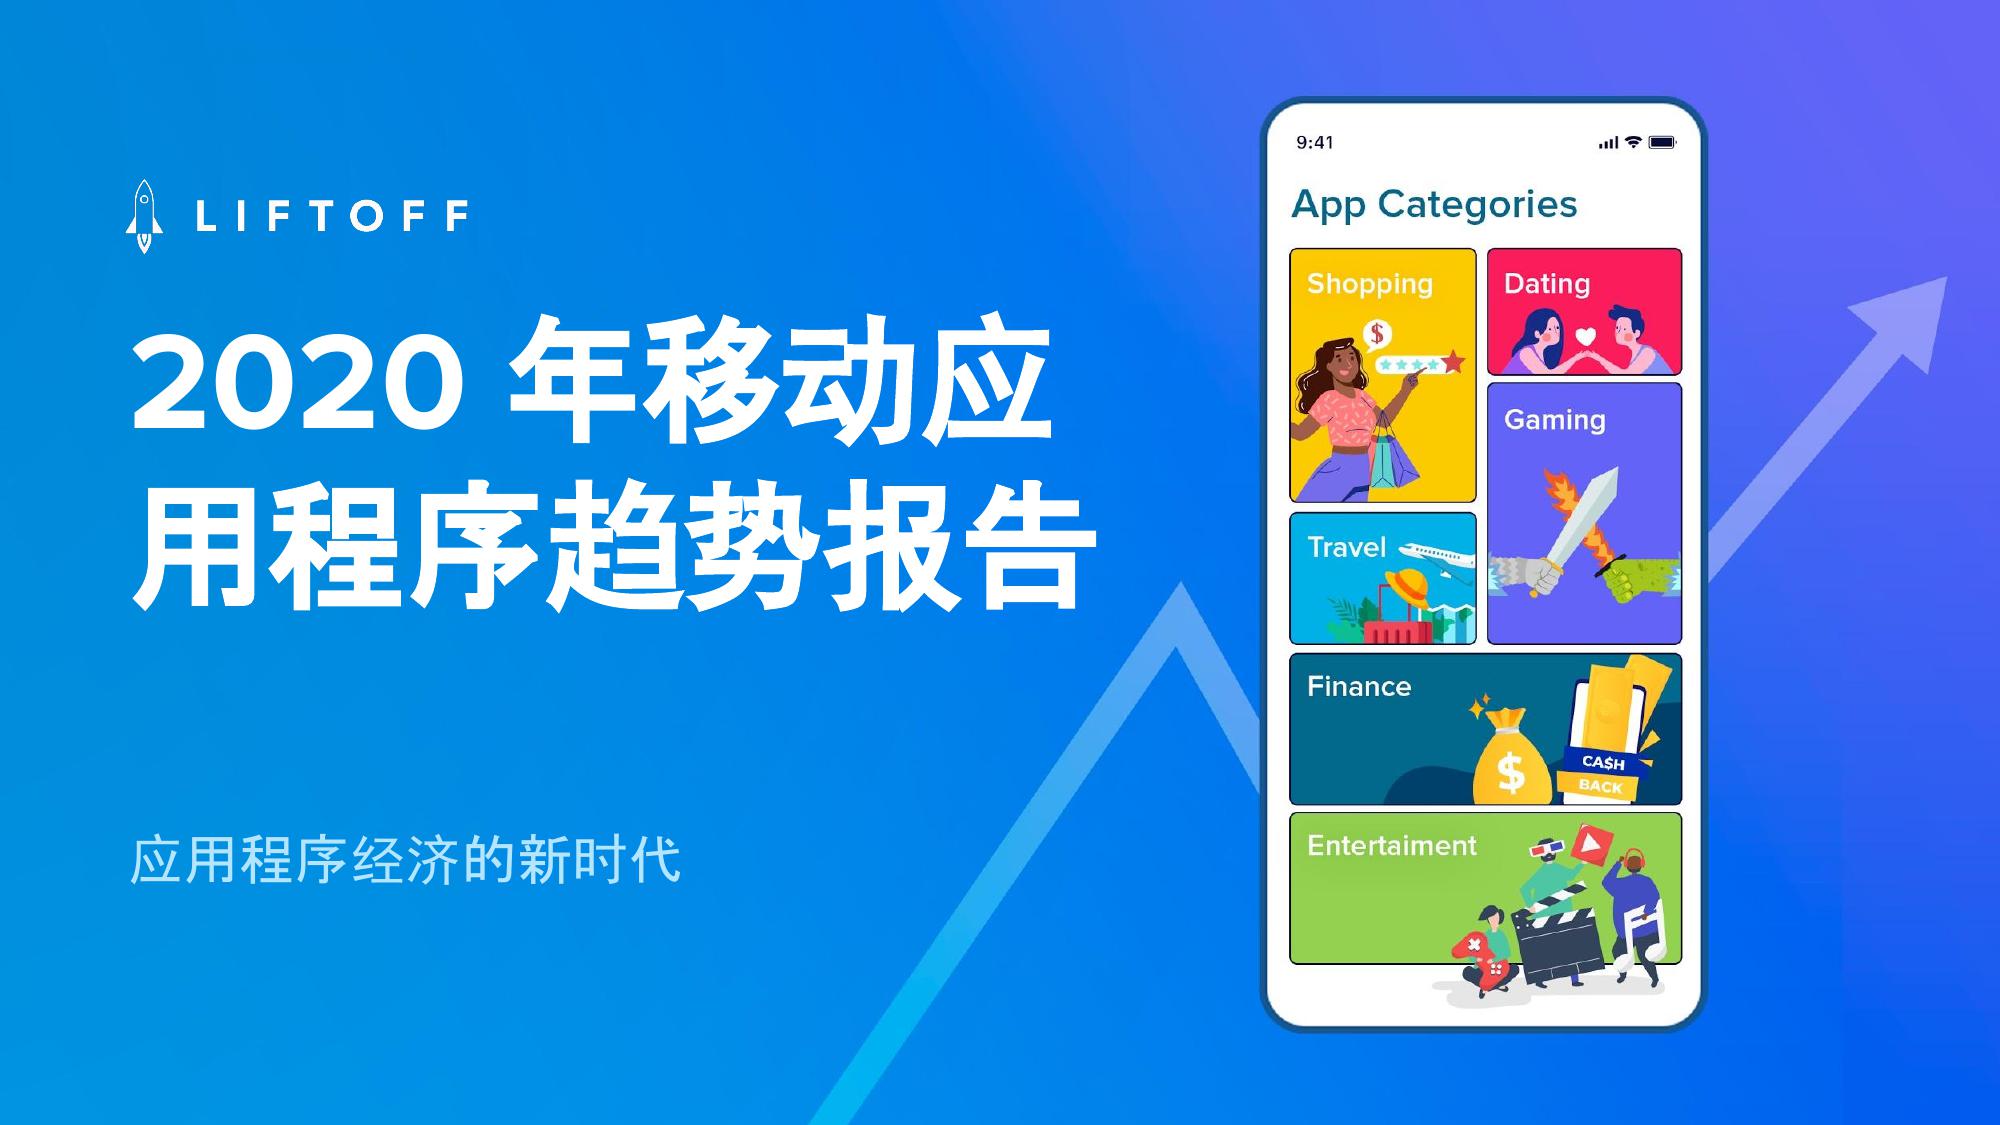 LIFTOFF
2020 年移动应
用程序趋势报告
应用程序经济的新时代
9:41
App Categories
Shopping
$
Dating
Gaming
Travel
Finance
$
CA$H
BACK
Entertaiment